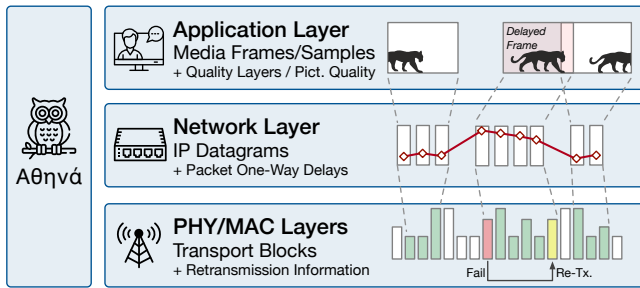 Αθηνά
Application Layer
Media Frames/Samples
+ Quality Layers / Pict. Quality
Delayed
Frame
Network Layer
IP Datagrams
+ Packet One-Way Delays
PHY/MAC Layers
Transport Blocks
+ Retransmission Information
Fail
Re-Tx.